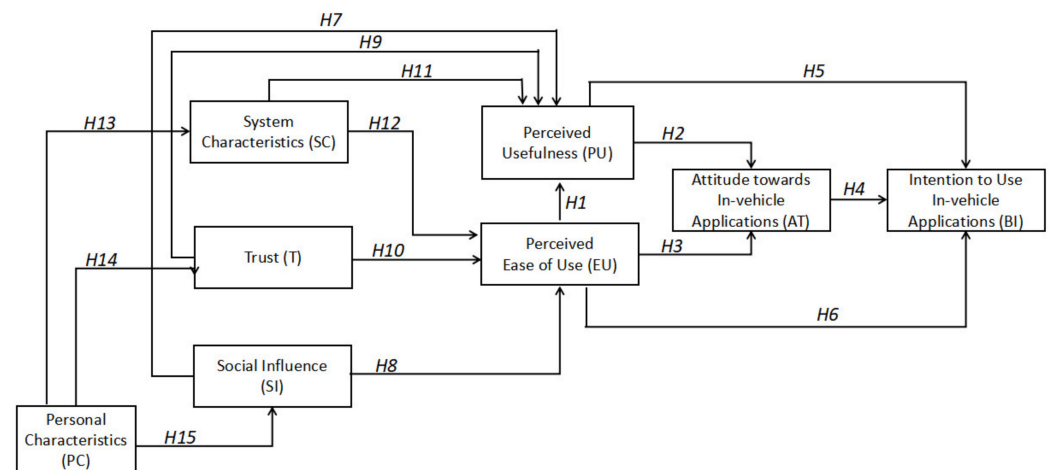 H7
H9
H11
H5
H13
System
Characteristics (SC)
H12
Perceived
Usefulness (PU)
H2
Attitude towards
In-vehicle
Applications (AT)
H4
Intention to Use
In-vehicle
Applications (BI)
H1
H14
Trust (T)
H10
Perceived
Ease of Use (EU)
H3
H6
Social Influence
(SI)
H8
Personal
Characteristics
(PC)
H15